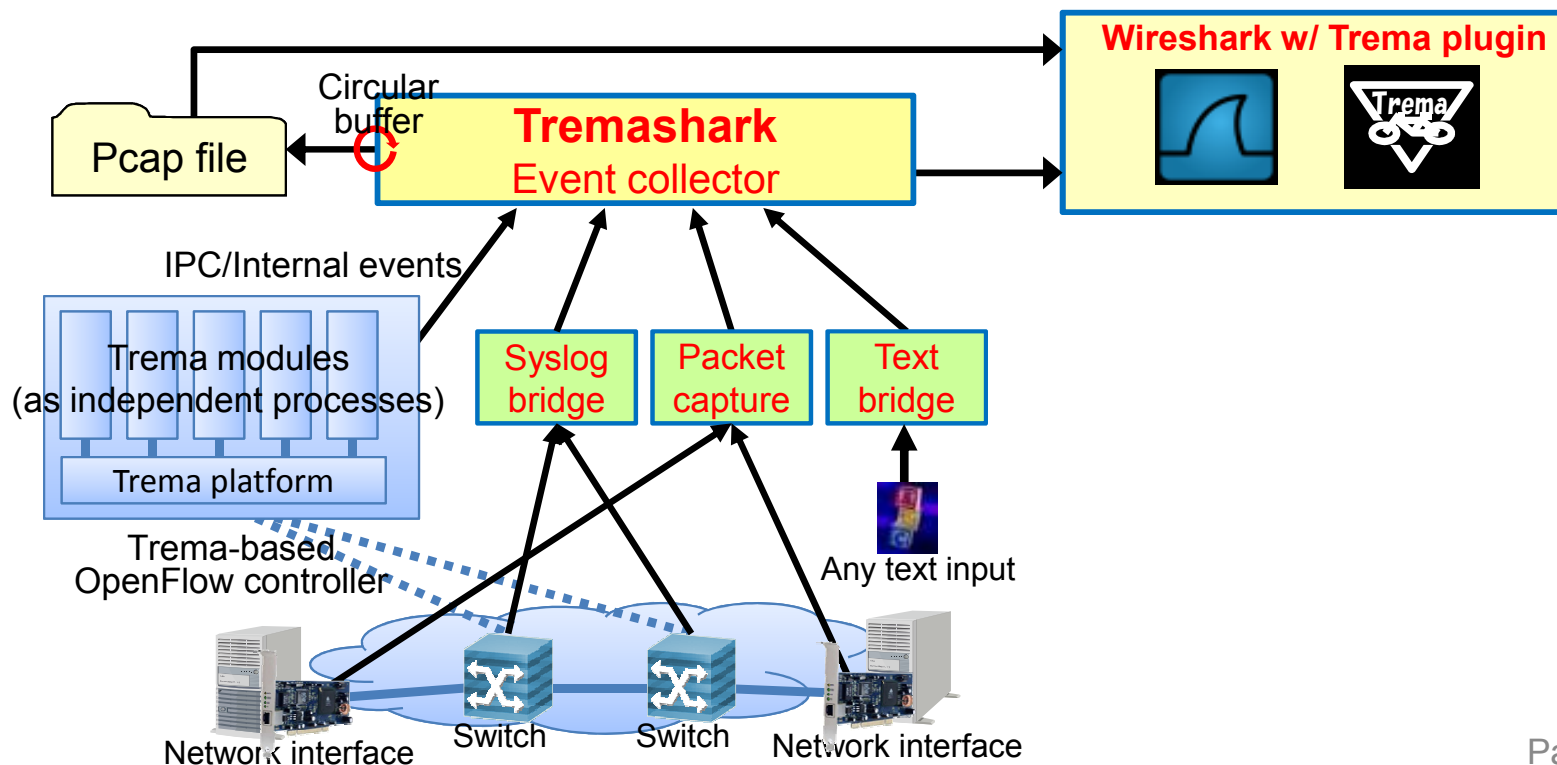 Wireshark w/ Trema plugin
Trema
Circular
buffer
Tremashark
Event collector
Pcap file
IPC/Internal events
Trema modules
(as independent processes)
Trema platform
Syslog
bridge
Packet
capture
Text
bridge
Trema-based
OpenFlow controller
Any text input
Network interface
Switch
Switch
Network interface
Pa